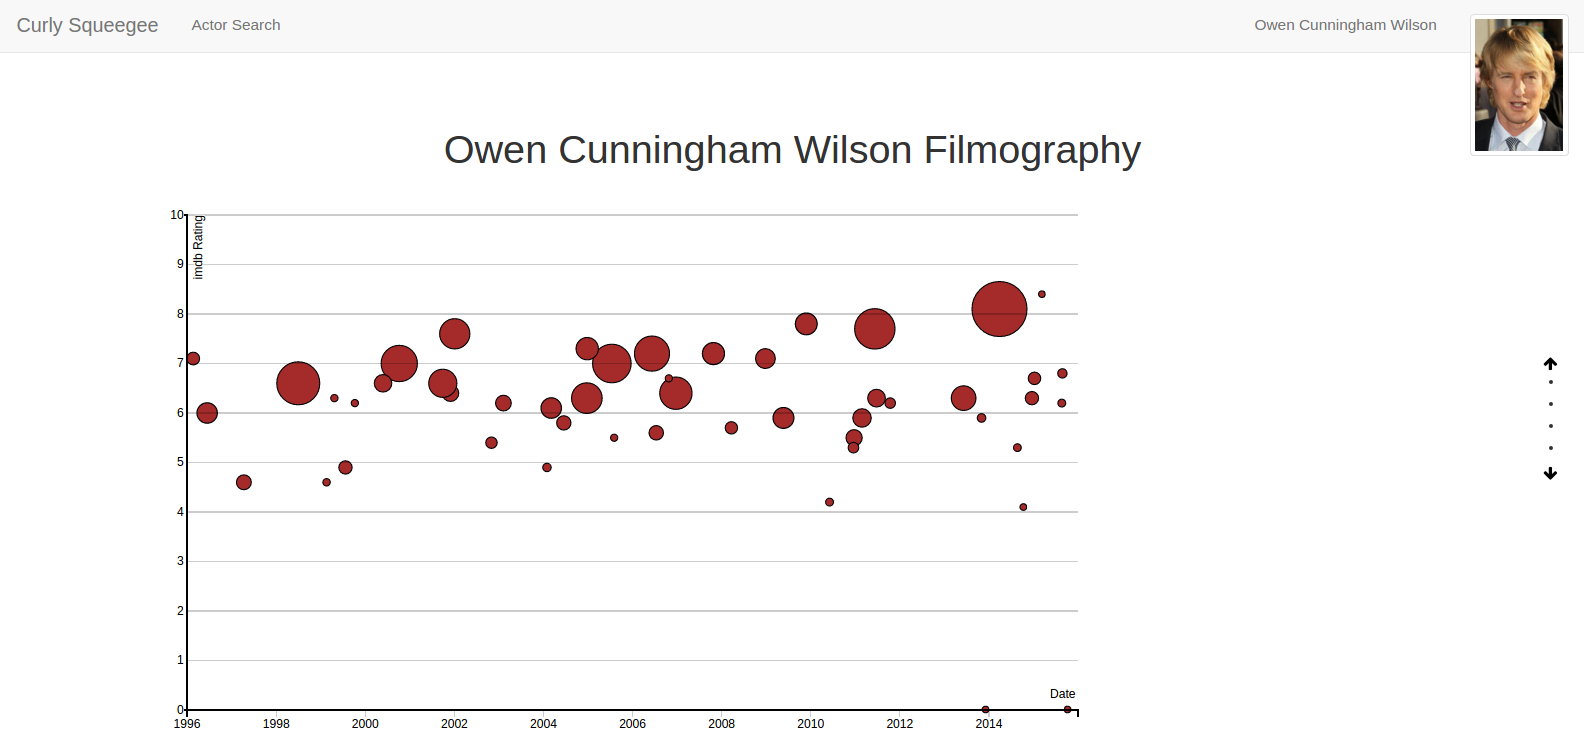 Curly Squeegee Actor Search Owen Cunningham Wilson
Owen Cunningham Wilson Filmography
10
imdb Rating
9
8
7
6
5
4
3
2
1
Date
0
1996 1998 2000 2002 2004 2006 2008 2010 2012 2014